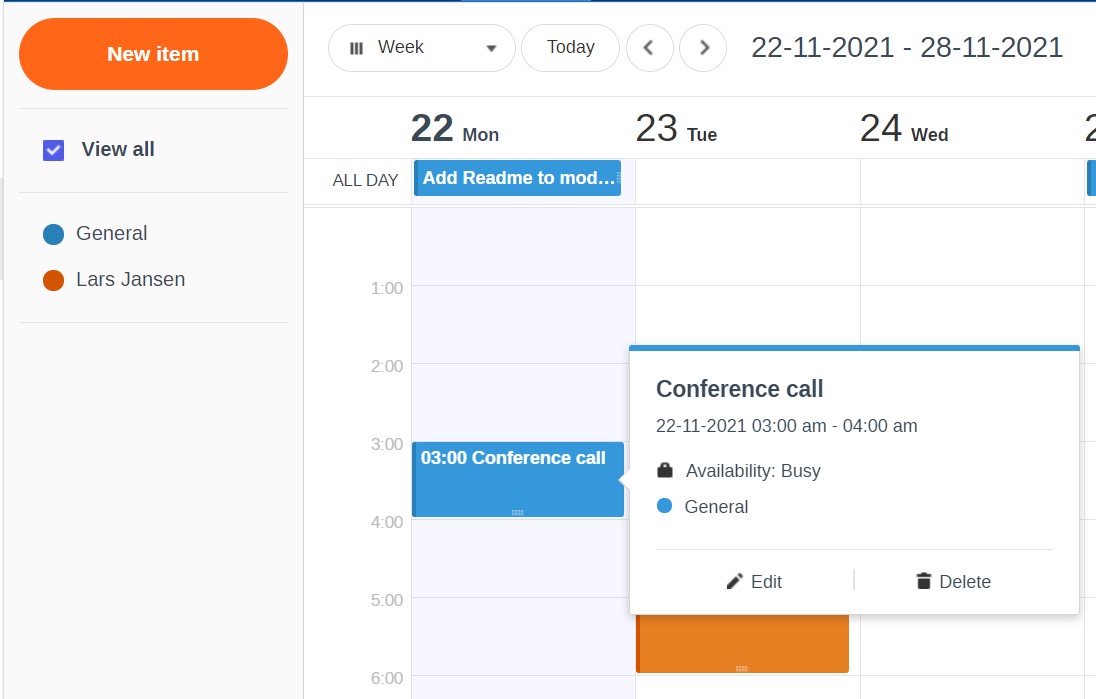 New item
View all
General
Lars Jansen
Week
Today
22-11-2021 - 28-11-2021
22 Mon
23 Tue
24 Wed
2
ALL DAY
Add Readme to mod...
1:00
2:00
3:00
4:00
5:00
6:00
03:00 Conference call
Conference call
22-11-2021 03:00 am - 04:00 am
Availability: Busy
General
Edit
Delete